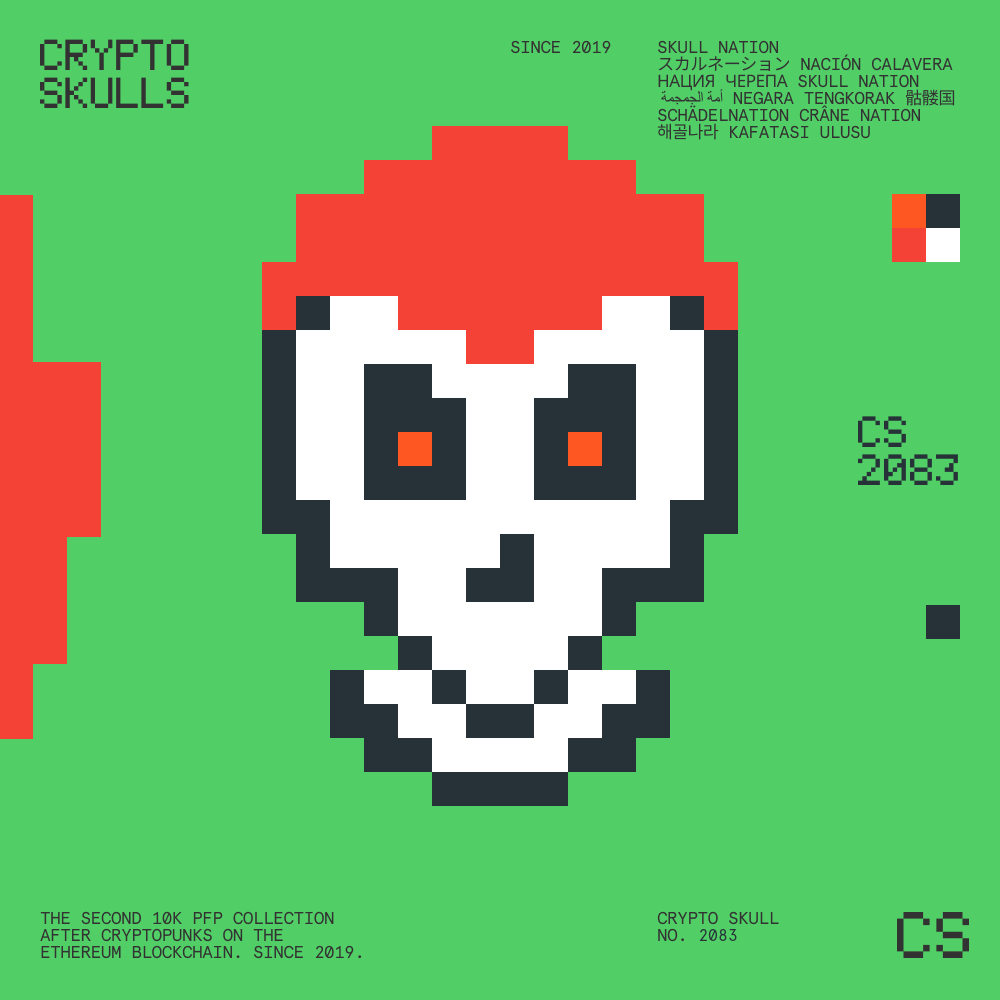 CRYPTO
SKULLS
SINCE 2019
SKULL NATION
スカルネーション NACIÓN CALAVERA
НАЦИЯ ЧЕРЕПА SKULL NATION
أمة الجمجمة NEGARA TENGKORAK 骷髅国
SCHÄDELNATION CRÂNE NATION
해골나라 KAFATASI ULUSU
CS
2083
THE SECOND 10K PFP COLLECTION
AFTER CRYPTOPUNKS ON THE
ETHEREUM BLOCKCHAIN. SINCE 2019.
CRYPTO SKULL
NO. 2083
CS